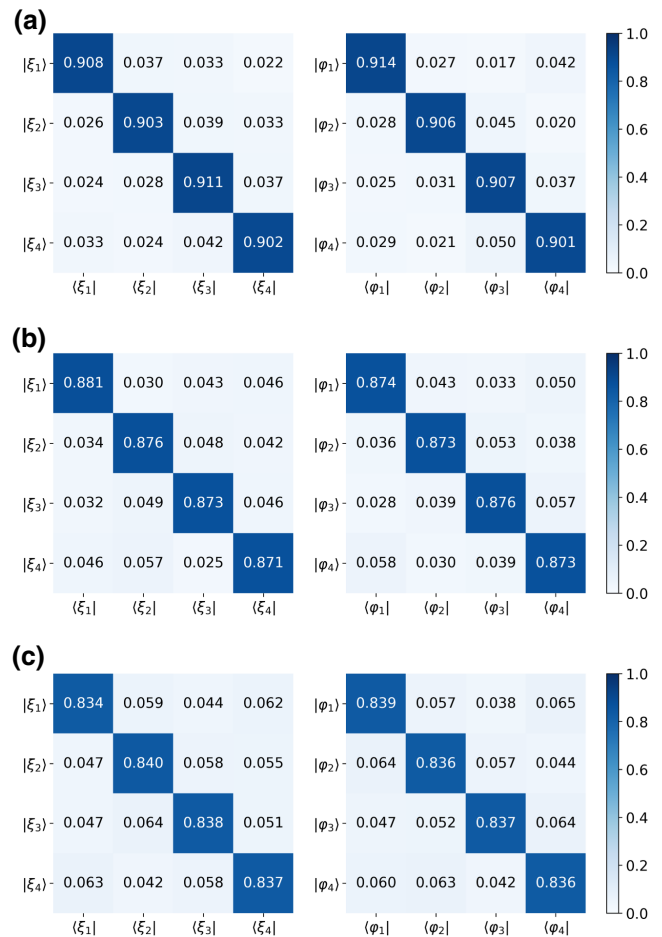 (a)
|ξ₁⟩ 0.908 0.037 0.033 0.022 |φ₁⟩ 0.914 0.027 0.017 0.042 1.0
0.8
|ξ₂⟩ 0.026 0.903 0.039 0.033 |φ₂⟩ 0.028 0.906 0.045 0.020
0.6
0.4
|ξ₃⟩ 0.024 0.028 0.911 0.037 |φ₃⟩ 0.025 0.031 0.907 0.037
0.2
|ξ₄⟩ 0.033 0.024 0.042 0.902 |φ₄⟩ 0.029 0.021 0.050 0.901
0.0
⟨ξ₁| ⟨ξ₂| ⟨ξ₃| ⟨ξ₄| ⟨φ₁| ⟨φ₂| ⟨φ₃| ⟨φ₄|
(b)
|ξ₁⟩ 0.881 0.030 0.043 0.046 |φ₁⟩ 0.874 0.043 0.033 0.050 1.0
0.8
|ξ₂⟩ 0.034 0.876 0.048 0.042 |φ₂⟩ 0.036 0.873 0.053 0.038
0.6
0.4
|ξ₃⟩ 0.032 0.049 0.873 0.046 |φ₃⟩ 0.028 0.039 0.876 0.057
0.2
|ξ₄⟩ 0.046 0.057 0.025 0.871 |φ₄⟩ 0.058 0.030 0.039 0.873
0.0
⟨ξ₁| ⟨ξ₂| ⟨ξ₃| ⟨ξ₄| ⟨φ₁| ⟨φ₂| ⟨φ₃| ⟨φ₄|
(c)
|ξ₁⟩ 0.834 0.059 0.044 0.062 |φ₁⟩ 0.839 0.057 0.038 0.065 1.0
0.8
|ξ₂⟩ 0.047 0.840 0.058 0.055 |φ₂⟩ 0.064 0.836 0.057 0.044
0.6
0.4
|ξ₃⟩ 0.047 0.064 0.838 0.051 |φ₃⟩ 0.047 0.052 0.837 0.064
0.2
|ξ₄⟩ 0.063 0.042 0.058 0.837 |φ₄⟩ 0.060 0.063 0.042 0.836
0.0
⟨ξ₁| ⟨ξ₂| ⟨ξ₃| ⟨ξ₄| ⟨φ₁| ⟨φ₂| ⟨φ₃| ⟨φ₄|